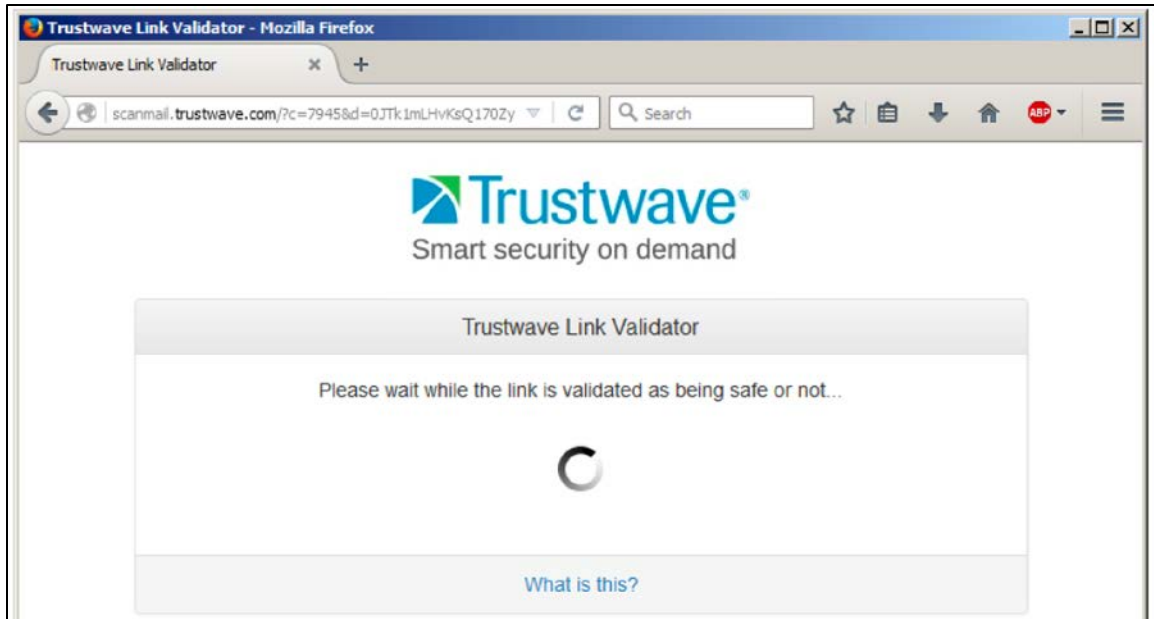 Trustwave Link Validator - Mozilla Firefox
Trustwave Link Validator
scanmail.trustwave.com/?c=7945&d=0JTk1mLHvKsQ170Zy
Search
ABP
Trustwave®
Smart security on demand
Trustwave Link Validator
Please wait while the link is validated as being safe or not...
What is this?